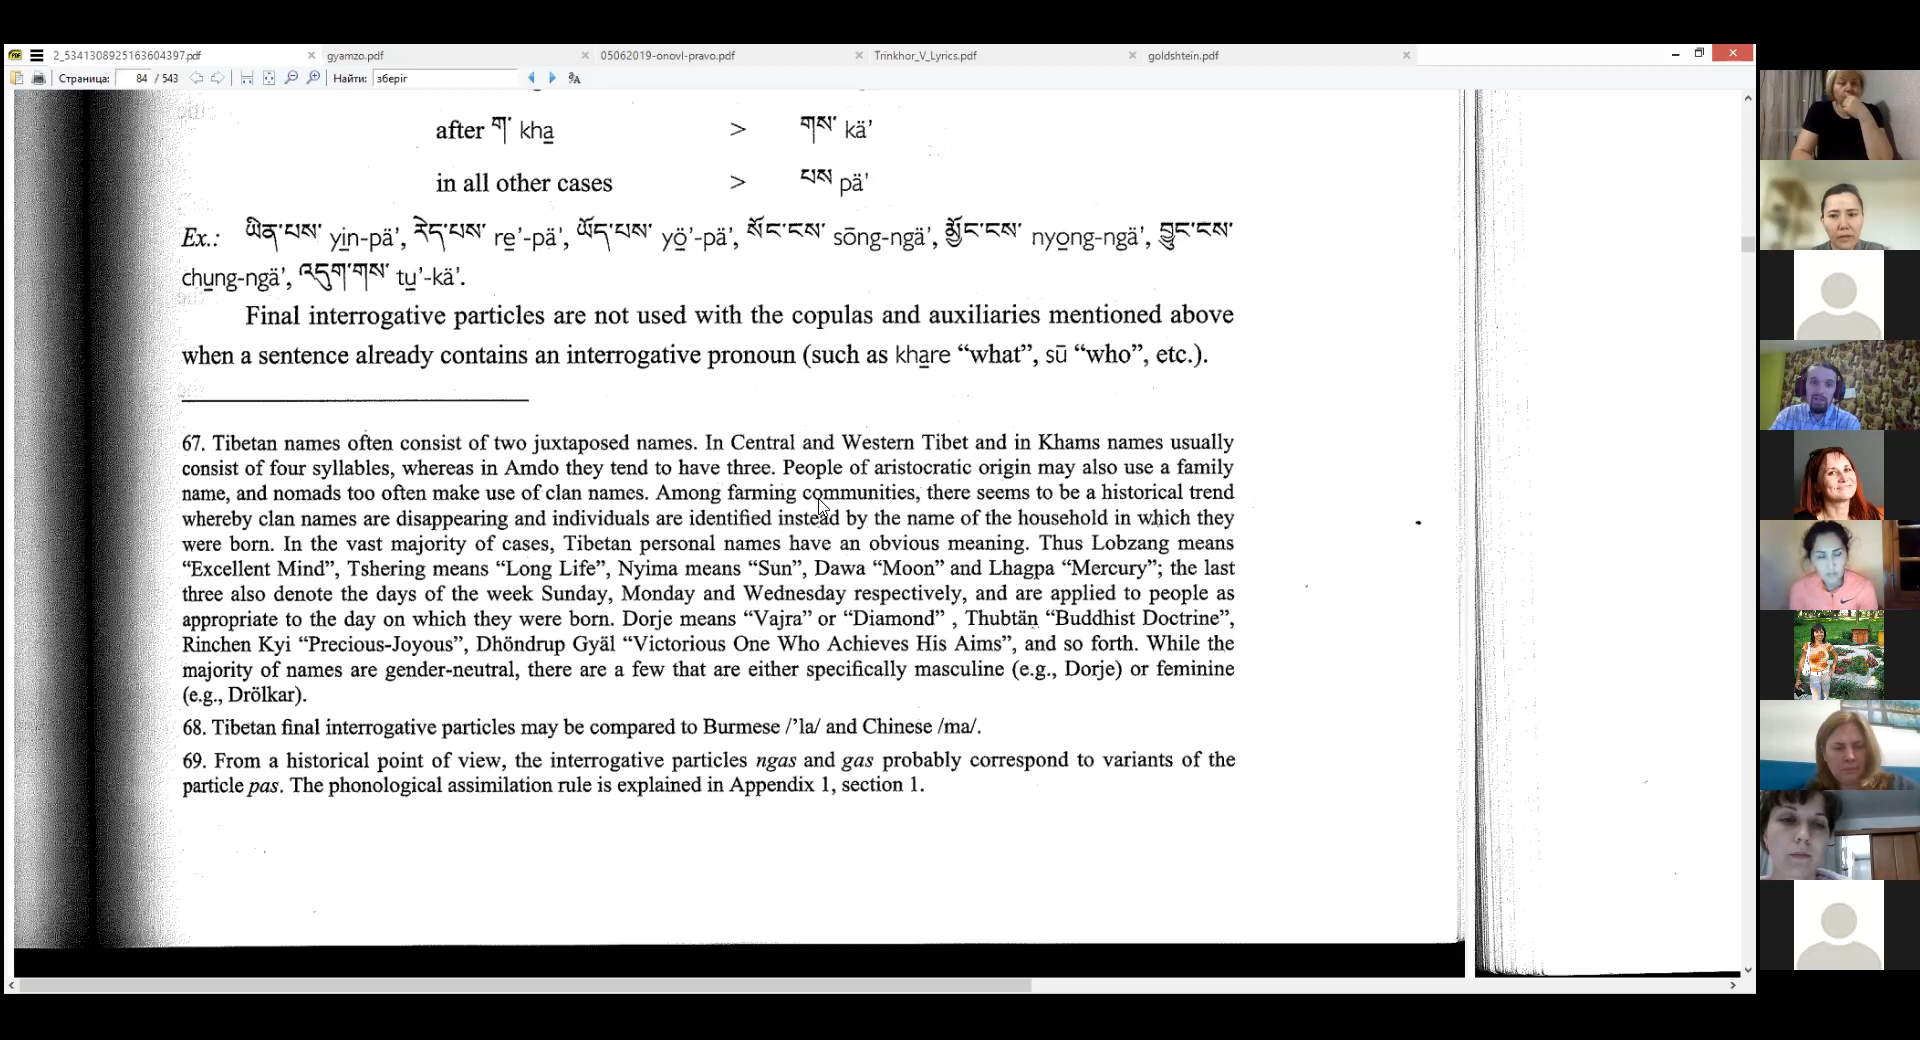 2_5341308925163604397.pdf
gyamzo.pdf
05062019-onovl-pravo.pdf
Trinkhor_V_Lyrics.pdf
goldshtein.pdf
Страница: 84 / 543 Найти: зберіг
after ག་ kha̱ > གས་ kä’
in all other cases > པས pä’
Ex.: ཡིན་པས་ yi̱n-pä’, རེད་པས་ re̱’-pä’, ཡོད་པས་ yö̱’-pä’, སོང་ངས་ sōng-ngä’, མྱོང་ངས་ nyo̱ng-ngä’, བྱུང་ངས་
chu̱ng-ngä’, འདུག་གས་ tu̱’-kä’.
Final interrogative particles are not used with the copulas and auxiliaries mentioned above
when a sentence already contains an interrogative pronoun (such as kha̱re “what”, sū “who”, etc.).
67. Tibetan names often consist of two juxtaposed names. In Central and Western Tibet and in Khams names usually
consist of four syllables, whereas in Amdo they tend to have three. People of aristocratic origin may also use a family
name, and nomads too often make use of clan names. Among farming communities, there seems to be a historical trend
whereby clan names are disappearing and individuals are identified instead by the name of the household in which they
were born. In the vast majority of cases, Tibetan personal names have an obvious meaning. Thus Lobzang means
“Excellent Mind”, Tshering means “Long Life”, Nyima means “Sun”, Dawa “Moon” and Lhagpa “Mercury”; the last
three also denote the days of the week Sunday, Monday and Wednesday respectively, and are applied to people as
appropriate to the day on which they were born. Dorje means “Vajra” or “Diamond” , Thubtän “Buddhist Doctrine”,
Rinchen Kyi “Precious-Joyous”, Dhöndrup Gyäl “Victorious One Who Achieves His Aims”, and so forth. While the
majority of names are gender-neutral, there are a few that are either specifically masculine (e.g., Dorje) or feminine
(e.g., Drölkar).
68. Tibetan final interrogative particles may be compared to Burmese /’la/ and Chinese /ma/.
69. From a historical point of view, the interrogative particles ngas and gas probably correspond to variants of the
particle pas. The phonological assimilation rule is explained in Appendix 1, section 1.